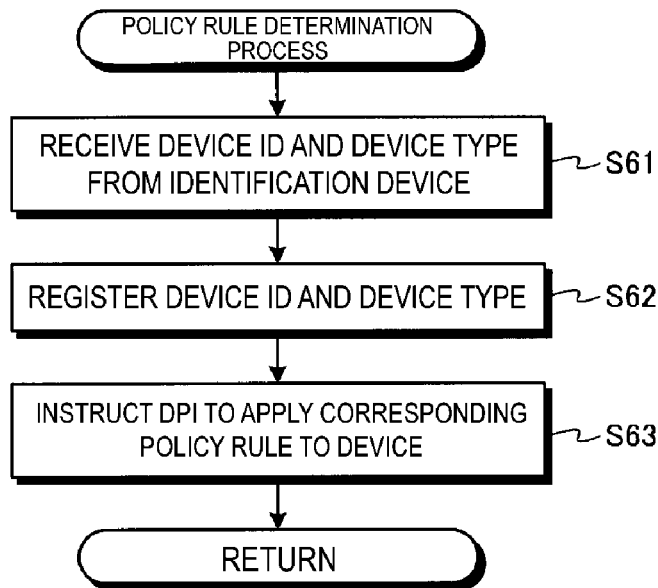 POLICY RULE DETERMINATION
PROCESS
RECEIVE DEVICE ID AND DEVICE TYPE
FROM IDENTIFICATION DEVICE
S61
REGISTER DEVICE ID AND DEVICE TYPE
S62
INSTRUCT DPI TO APPLY CORRESPONDING
POLICY RULE TO DEVICE
S63
RETURN